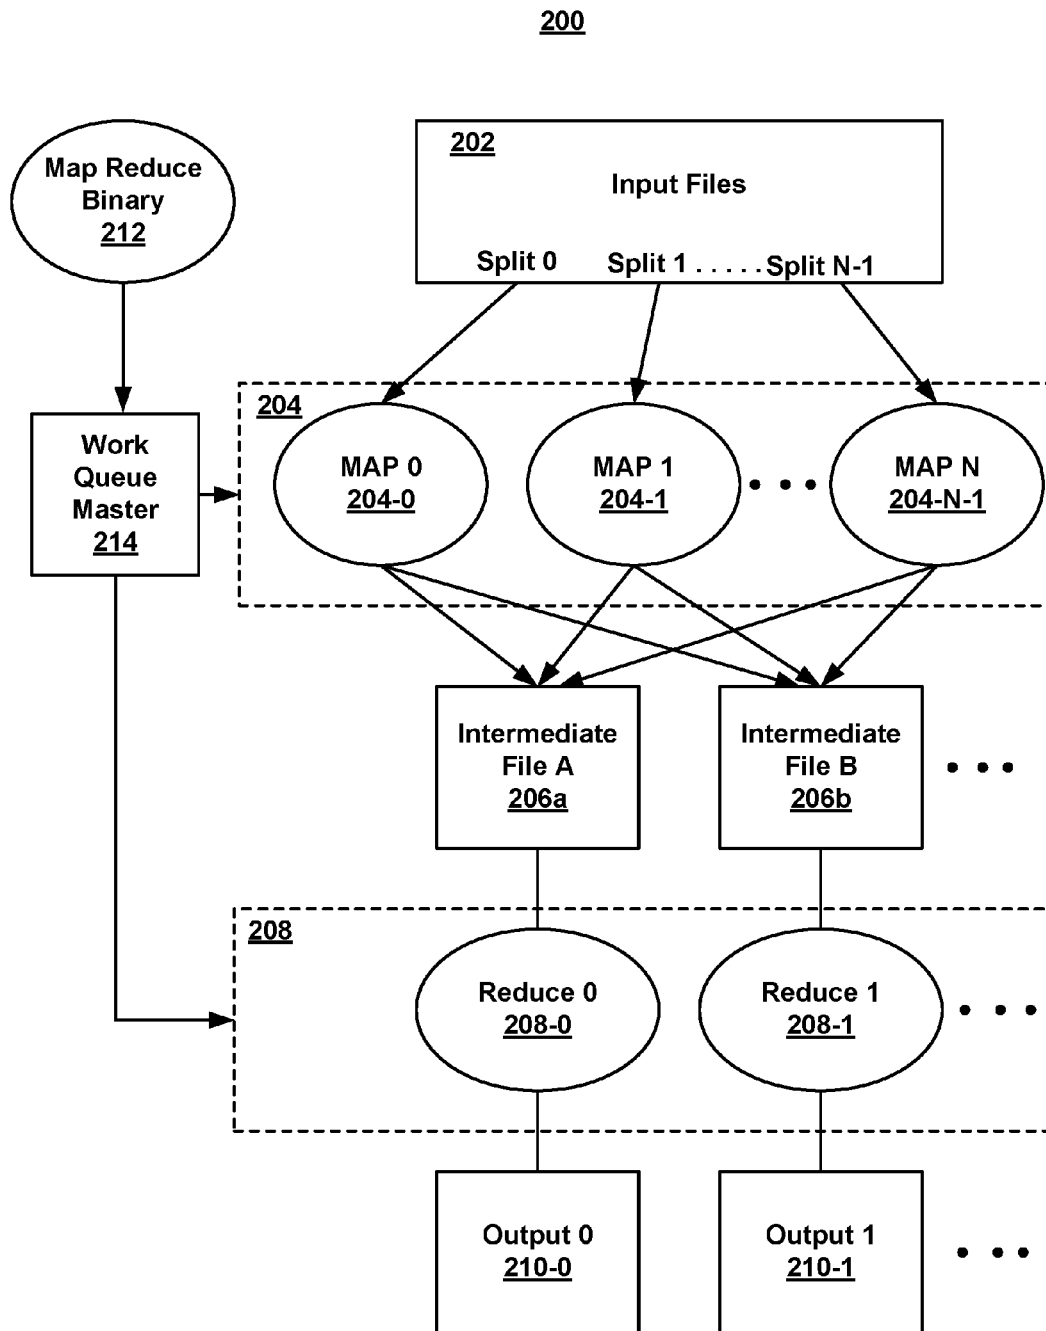 200
Map Reduce
Binary
212
202
Input Files
Split 0 Split 1 . . . . . Split N-1
204
Work
Queue
Master
214
MAP 0
204-0
MAP 1
204-1
MAP N
204-N-1
Intermediate
File A
206a
Intermediate
File B
206b
208
Reduce 0
208-0
Reduce 1
208-1
Output 0
210-0
Output 1
210-1